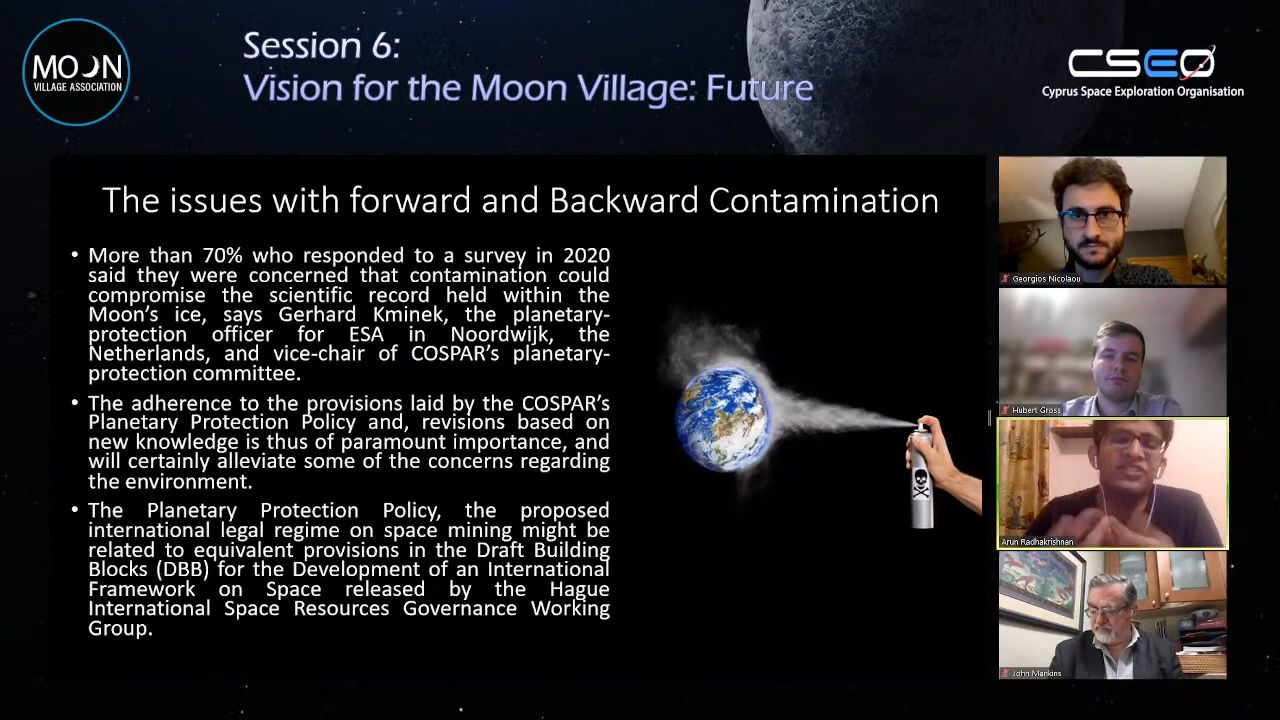 MOON
VILLAGE ASSOCIATION
Session 6:
Vision for the Moon Village: Future
CSEO
Cyprus Space Exploration Organisation
The issues with forward and Backward Contamination
• More than 70% who responded to a survey in 2020
said they were concerned that contamination could
compromise the scientific record held within the
Moon's ice, says Gerhard Kminek, the planetary-
protection officer for ESA in Noordwijk, the
Netherlands, and vice-chair of COSPAR's planetary-
protection committee.
• The adherence to the provisions laid by the COSPAR's
Planetary Protection Policy and, revisions based on
new knowledge is thus of paramount importance, and
will certainly alleviate some of the concerns regarding
the environment.
• The Planetary Protection Policy, the proposed
international legal regime on space mining might be
related to equivalent provisions in the Draft Building
Blocks (DBB) for the Development of an International
Framework on Space released by the Hague
International Space Resources Governance Working
Group.
Georgios Nicolaou
Hubert Gross
Arun Radhakrishnan
John Mankins